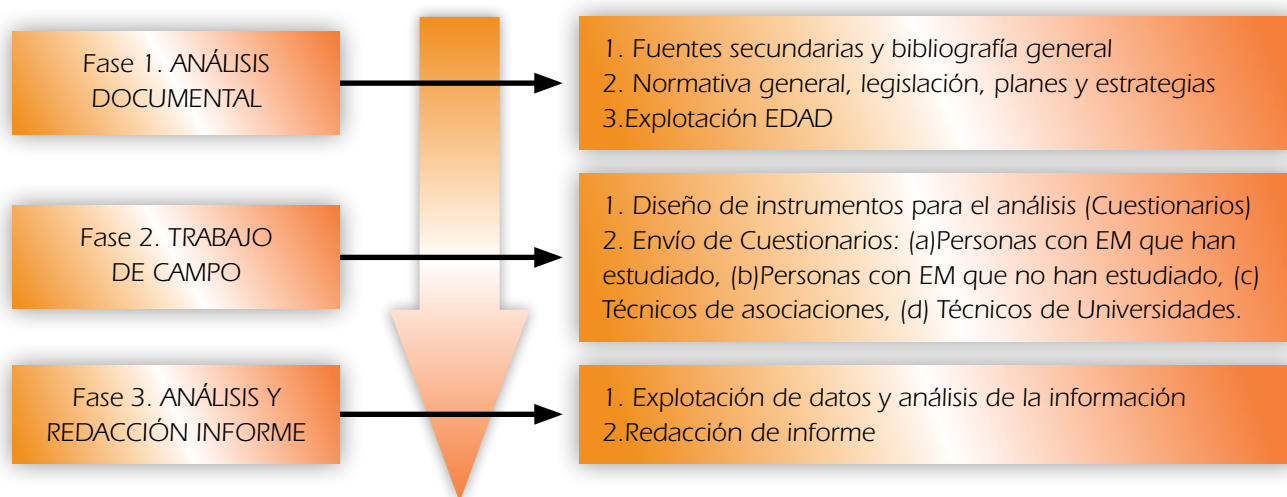 Fase 1. ANÁLISIS
DOCUMENTAL
1. Fuentes secundarias y bibliografía general
2. Normativa general, legislación, planes y estrategias
3.Explotación EDAD
Fase 2. TRABAJO
DE CAMPO
1. Diseño de instrumentos para el análisis (Cuestionarios)
2. Envío de Cuestionarios: (a)Personas con EM que han
estudiado, (b)Personas con EM que no han estudiado, (c)
Técnicos de asociaciones, (d) Técnicos de Universidades.
Fase 3. ANÁLISIS Y
REDACCIÓN INFORME
1. Explotación de datos y análisis de la información
2.Redacción de informe